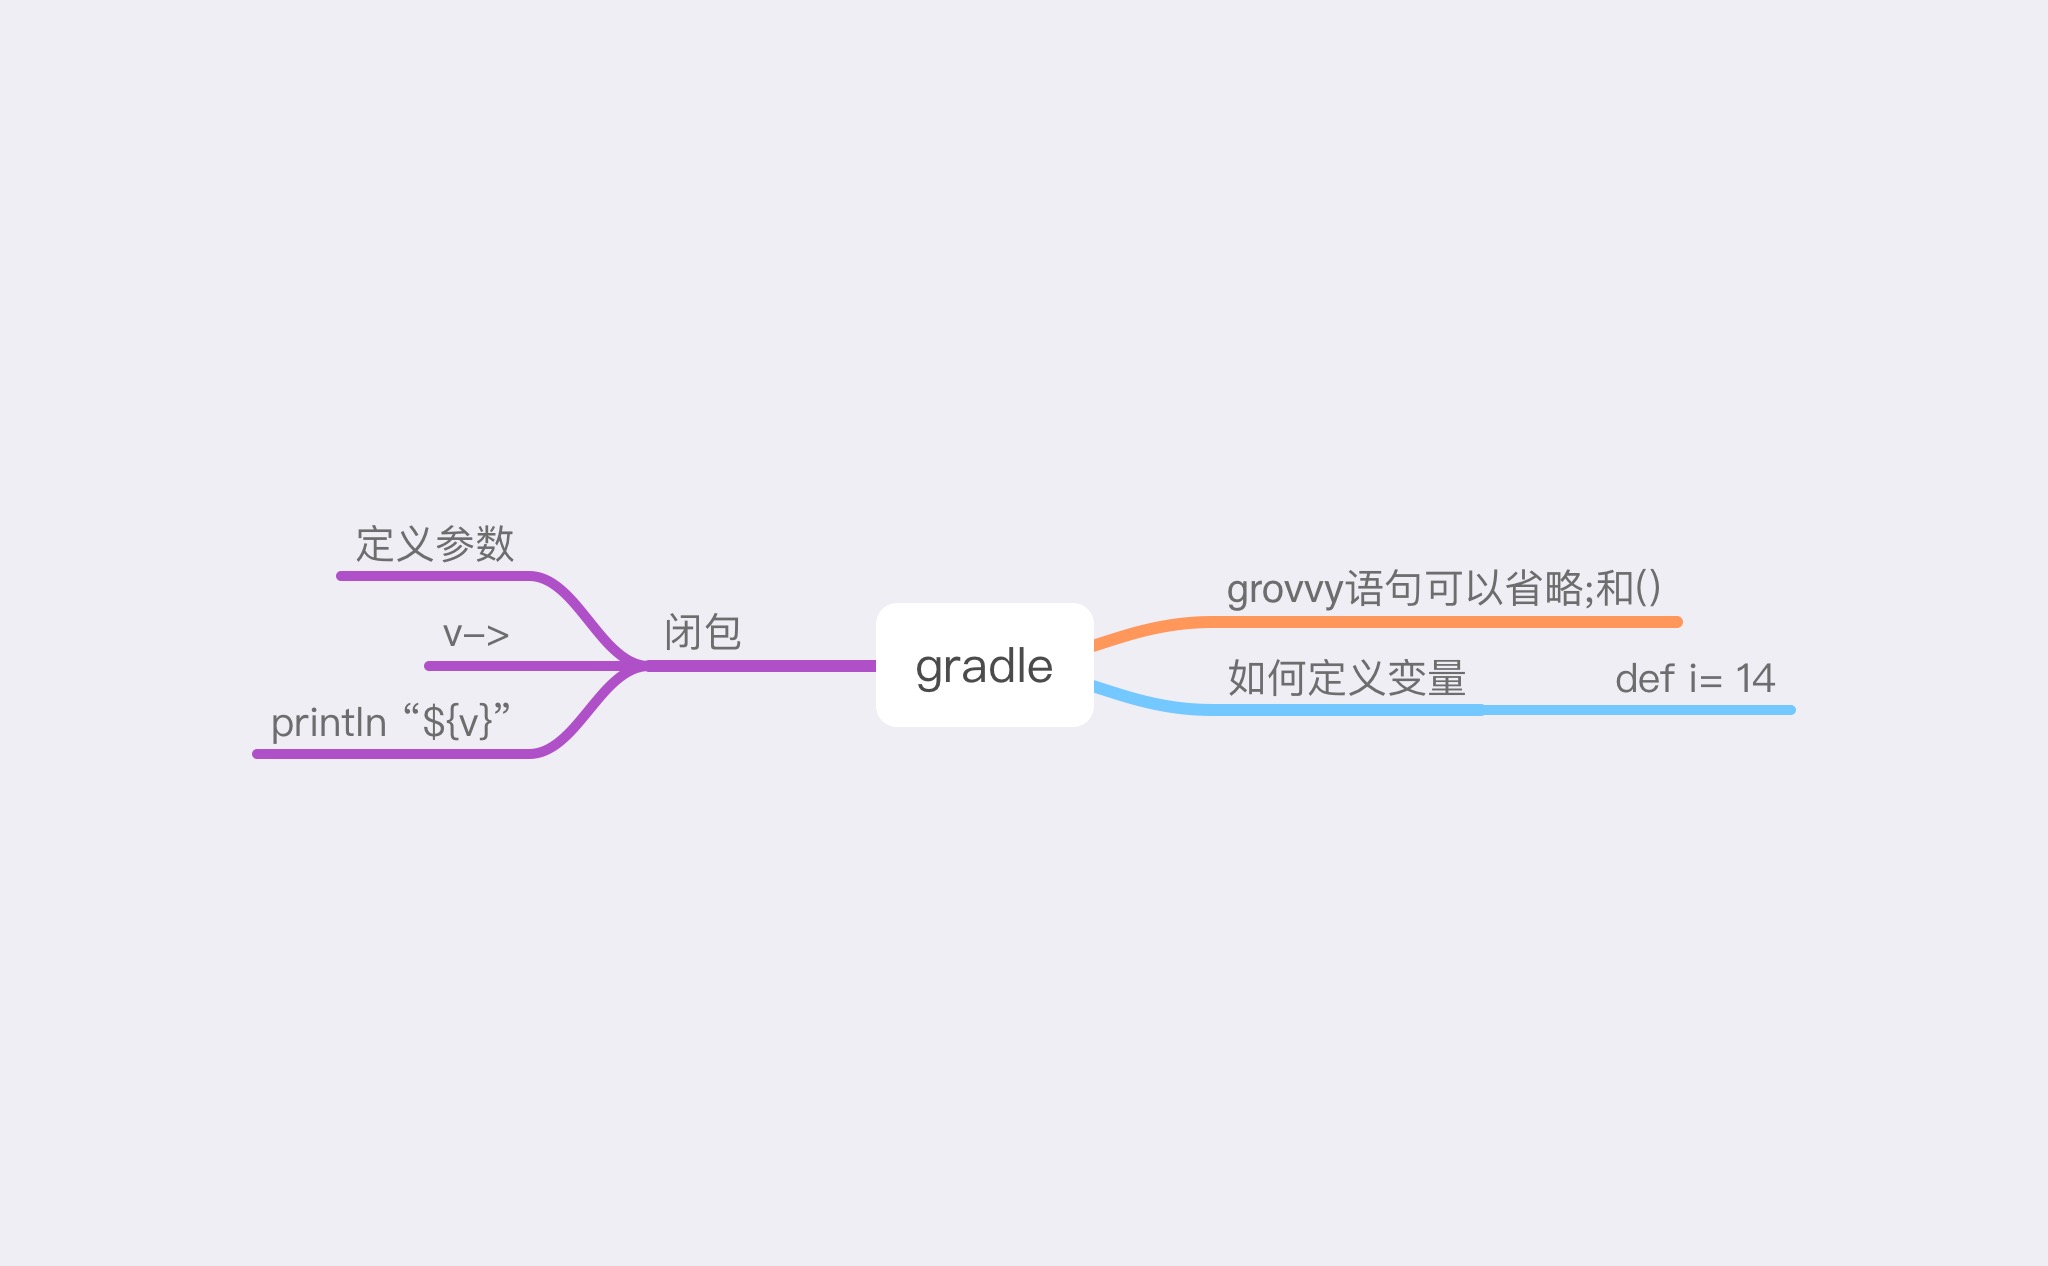 gradle
grovvy语句可以省略;和()
如何定义变量
def i= 14
闭包
定义参数
v->
println “${v}”